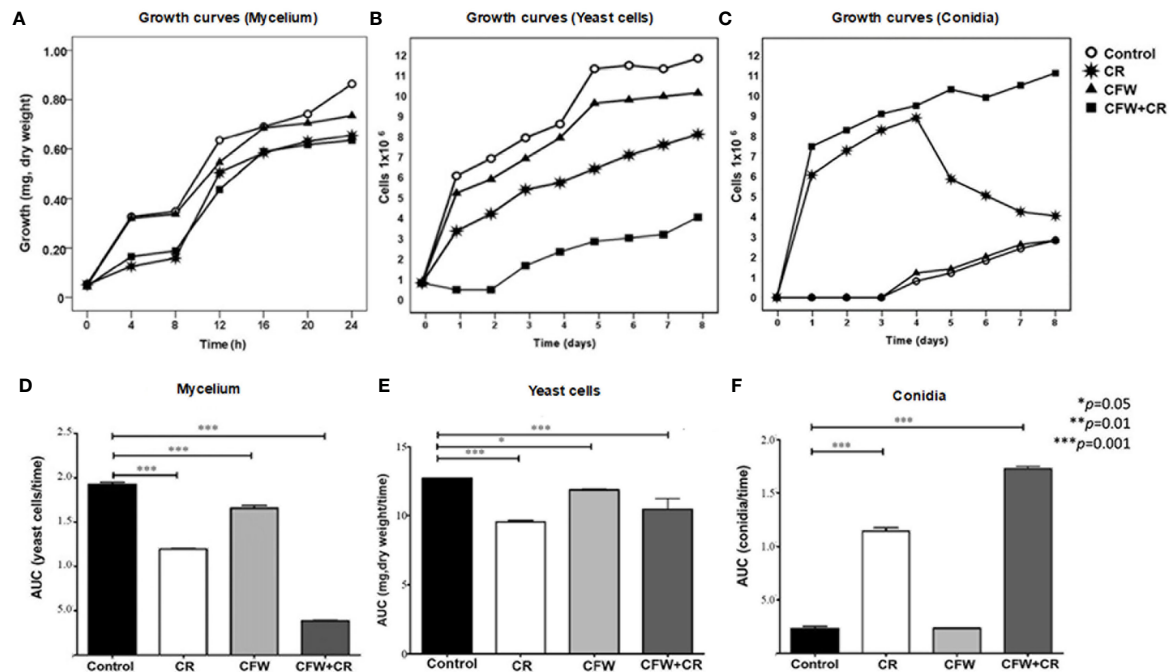 A
Growth curves (Mycelium)
Growth (mg, dry weight)
1.00
0.80
0.60
0.40
0.20
0
0 4 8 12 16 20 24
Time (h)
B
Growth curves (Yeast cells)
Cells 1x10 6
12
11
10
9
8
7
6
5
4
3
2
1
0
0 1 2 3 4 5 6 7 8
Time (days)
C
Growth curves (Conidia)
Cells 1x10 6
12
11
10
9
8
7
6
5
4
3
2
1
0
0 1 2 3 4 5 6 7 8
Time (days)
Control
CR
CFW
CFW+CR
D
Mycelium
AUC (yeast cells/time)
2.5
2.0
1.5
1.0
5.0
***
***
***
Control CR CFW CFW+CR
E
Yeast cells
AUC (mg,dry weight/time)
15
10
5
0
***
*
***
Control CR CFW CFW+CR
F
Conidia
AUC (conidia/time)
2.0
1.5
1.0
5.0
***
***
Control CR CFW CFW+CR
*p=0.05
**p=0.01
***p=0.001